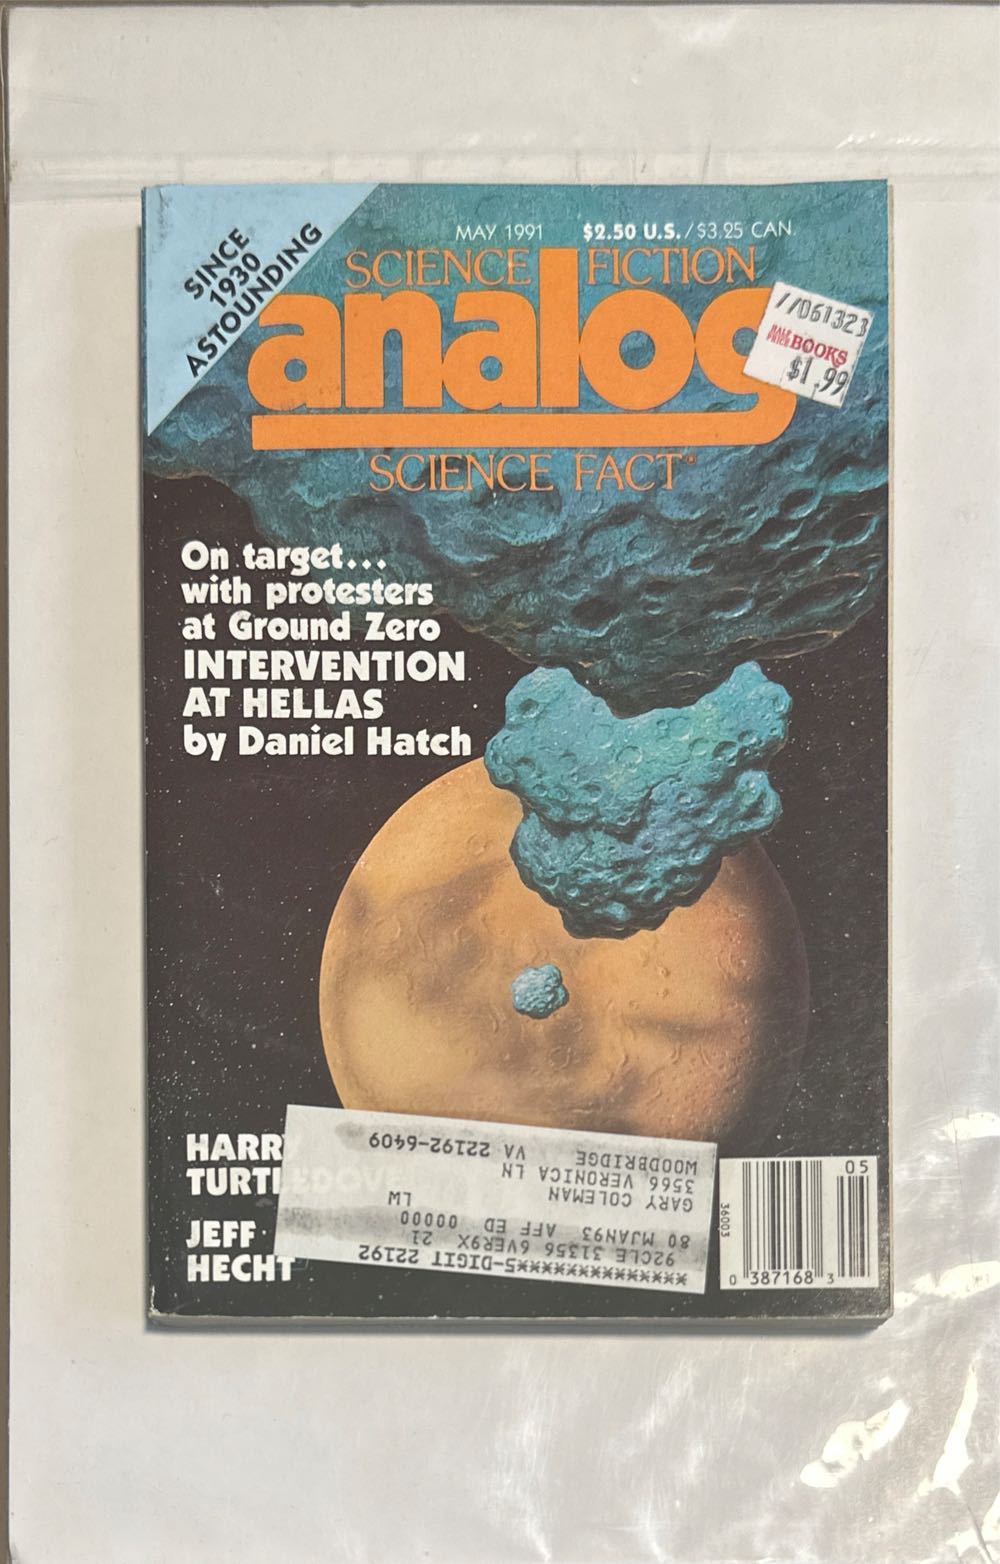 SINCE
1930
ASTOUNDING
MAY 1991 $2.50 U.S./$3.25 CAN.
SCIENCE FICTION
analog
SCIENCE FACT®
//061323
HALF PRICE BOOKS
$1.99
On target...
with protesters
at Ground Zero
INTERVENTION
AT HELLAS
by Daniel Hatch
HARRY
TURTLEDOVE
JEFF
HECHT
********************5-DIGIT 22192
92CLE 31356 6VER9X 21
80 MJAN93 AFF ED 00000
GARY COLEMAN LW
3566 VERONICA LN
WOODBRIDGE VA 22192-6409
36003
05
0 387168 3